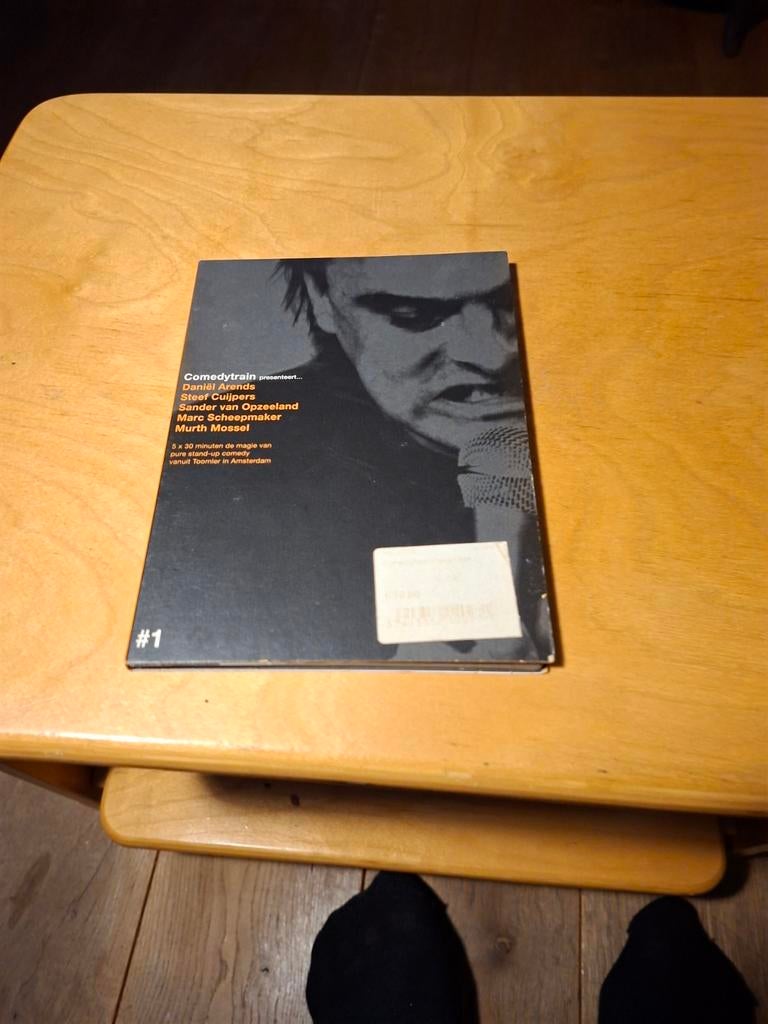 Comedytrain presenteert...
Daniël Arends
Steef Cuijpers
Sander van Opzeeland
Marc Scheepmaker
Murth Mossel
5 x 30 minuten de magie van
pure stand-up comedy
vanuit Toomler in Amsterdam
#1